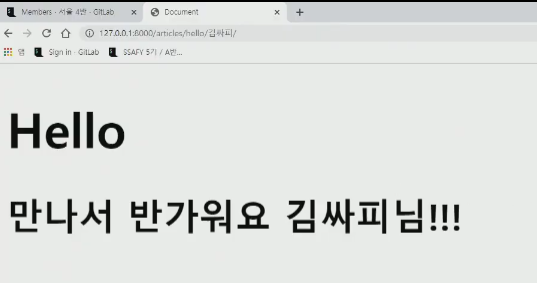 Members · 서울 4반 · GitLab
Document
127.0.0.1:8000/articles/hello/김싸피/
앱
Sign in · GitLab
SSAFY 5기 / A반...
Hello
만나서 반가워요 김싸피님!!!